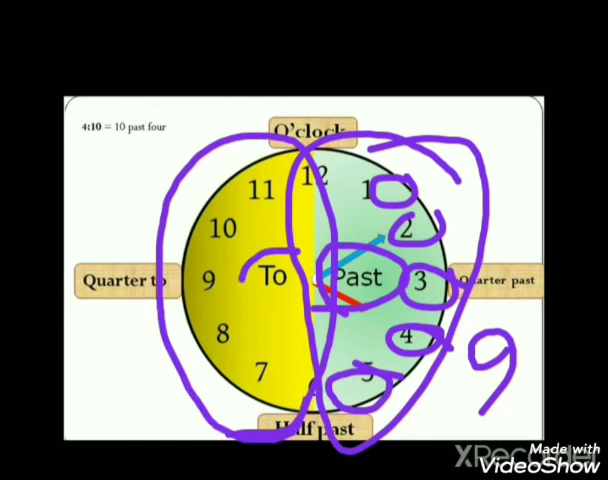 4:10 = 10 past four
O'clock
11 12 1
10 2
Quarter to 9 To Past 3 Quarter past
8 4
9
7 5
Half past
XRecorder
Made with
VideoShow